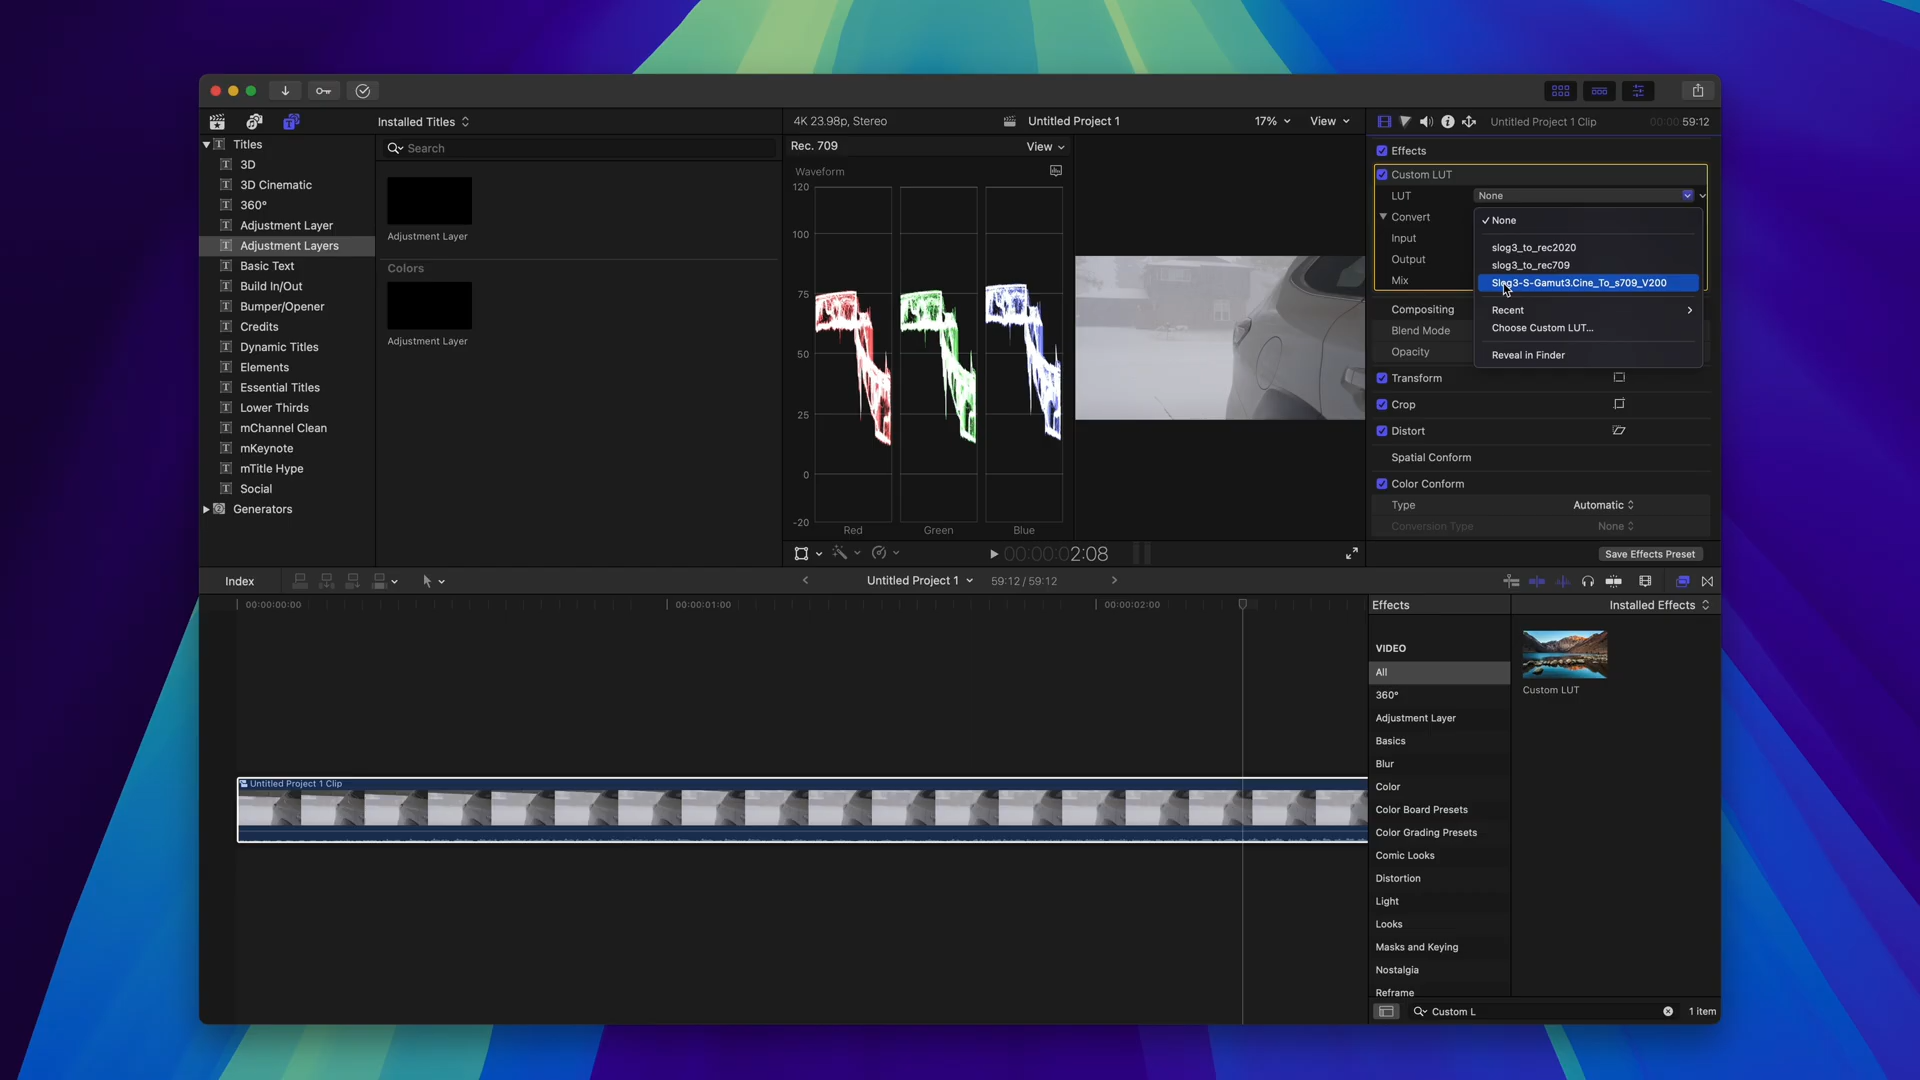 Installed Titles
Titles
3D
3D Cinematic
360°
Adjustment Layer
Adjustment Layers
Basic Text
Build In/Out
Bumper/Opener
Credits
Dynamic Titles
Elements
Essential Titles
Lower Thirds
mChannel Clean
mKeynote
mTitle Hype
Social
Generators
Search
Adjustment Layer
Colors
Adjustment Layer
4K 23.98p, Stereo
Untitled Project 1
17%
View
Rec. 709
View
Waveform
120
100
75
50
25
0
-20
Red
Green
Blue
00:00:02:08
Untitled Project 1 Clip
00:00:59:12
Effects
Custom LUT
LUT
None
Convert
Input
Output
Mix
✓ None
slog3_to_rec2020
slog3_to_rec709
Slog3-S-Gamut3.Cine_To_s709_V200
Recent
Choose Custom LUT...
Reveal in Finder
Compositing
Blend Mode
Opacity
Transform
Crop
Distort
Spatial Conform
Color Conform
Type
Automatic
Conversion Type
None
Save Effects Preset
Index
Untitled Project 1
59:12 / 59:12
00:00:00:00
00:00:01:00
00:00:02:00
Untitled Project 1 Clip
Effects
Installed Effects
VIDEO
All
360°
Adjustment Layer
Basics
Blur
Color
Color Board Presets
Color Grading Presets
Comic Looks
Distortion
Light
Looks
Masks and Keying
Nostalgia
Reframe
Custom LUT
Custom L
1 item